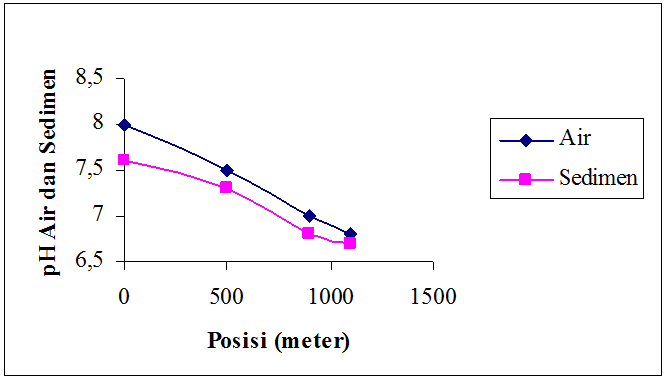 pH Air dan Sedimen
8,5
8
7,5
7
6,5
0 500 1000 1500
Posisi (meter)
Air
Sedimen